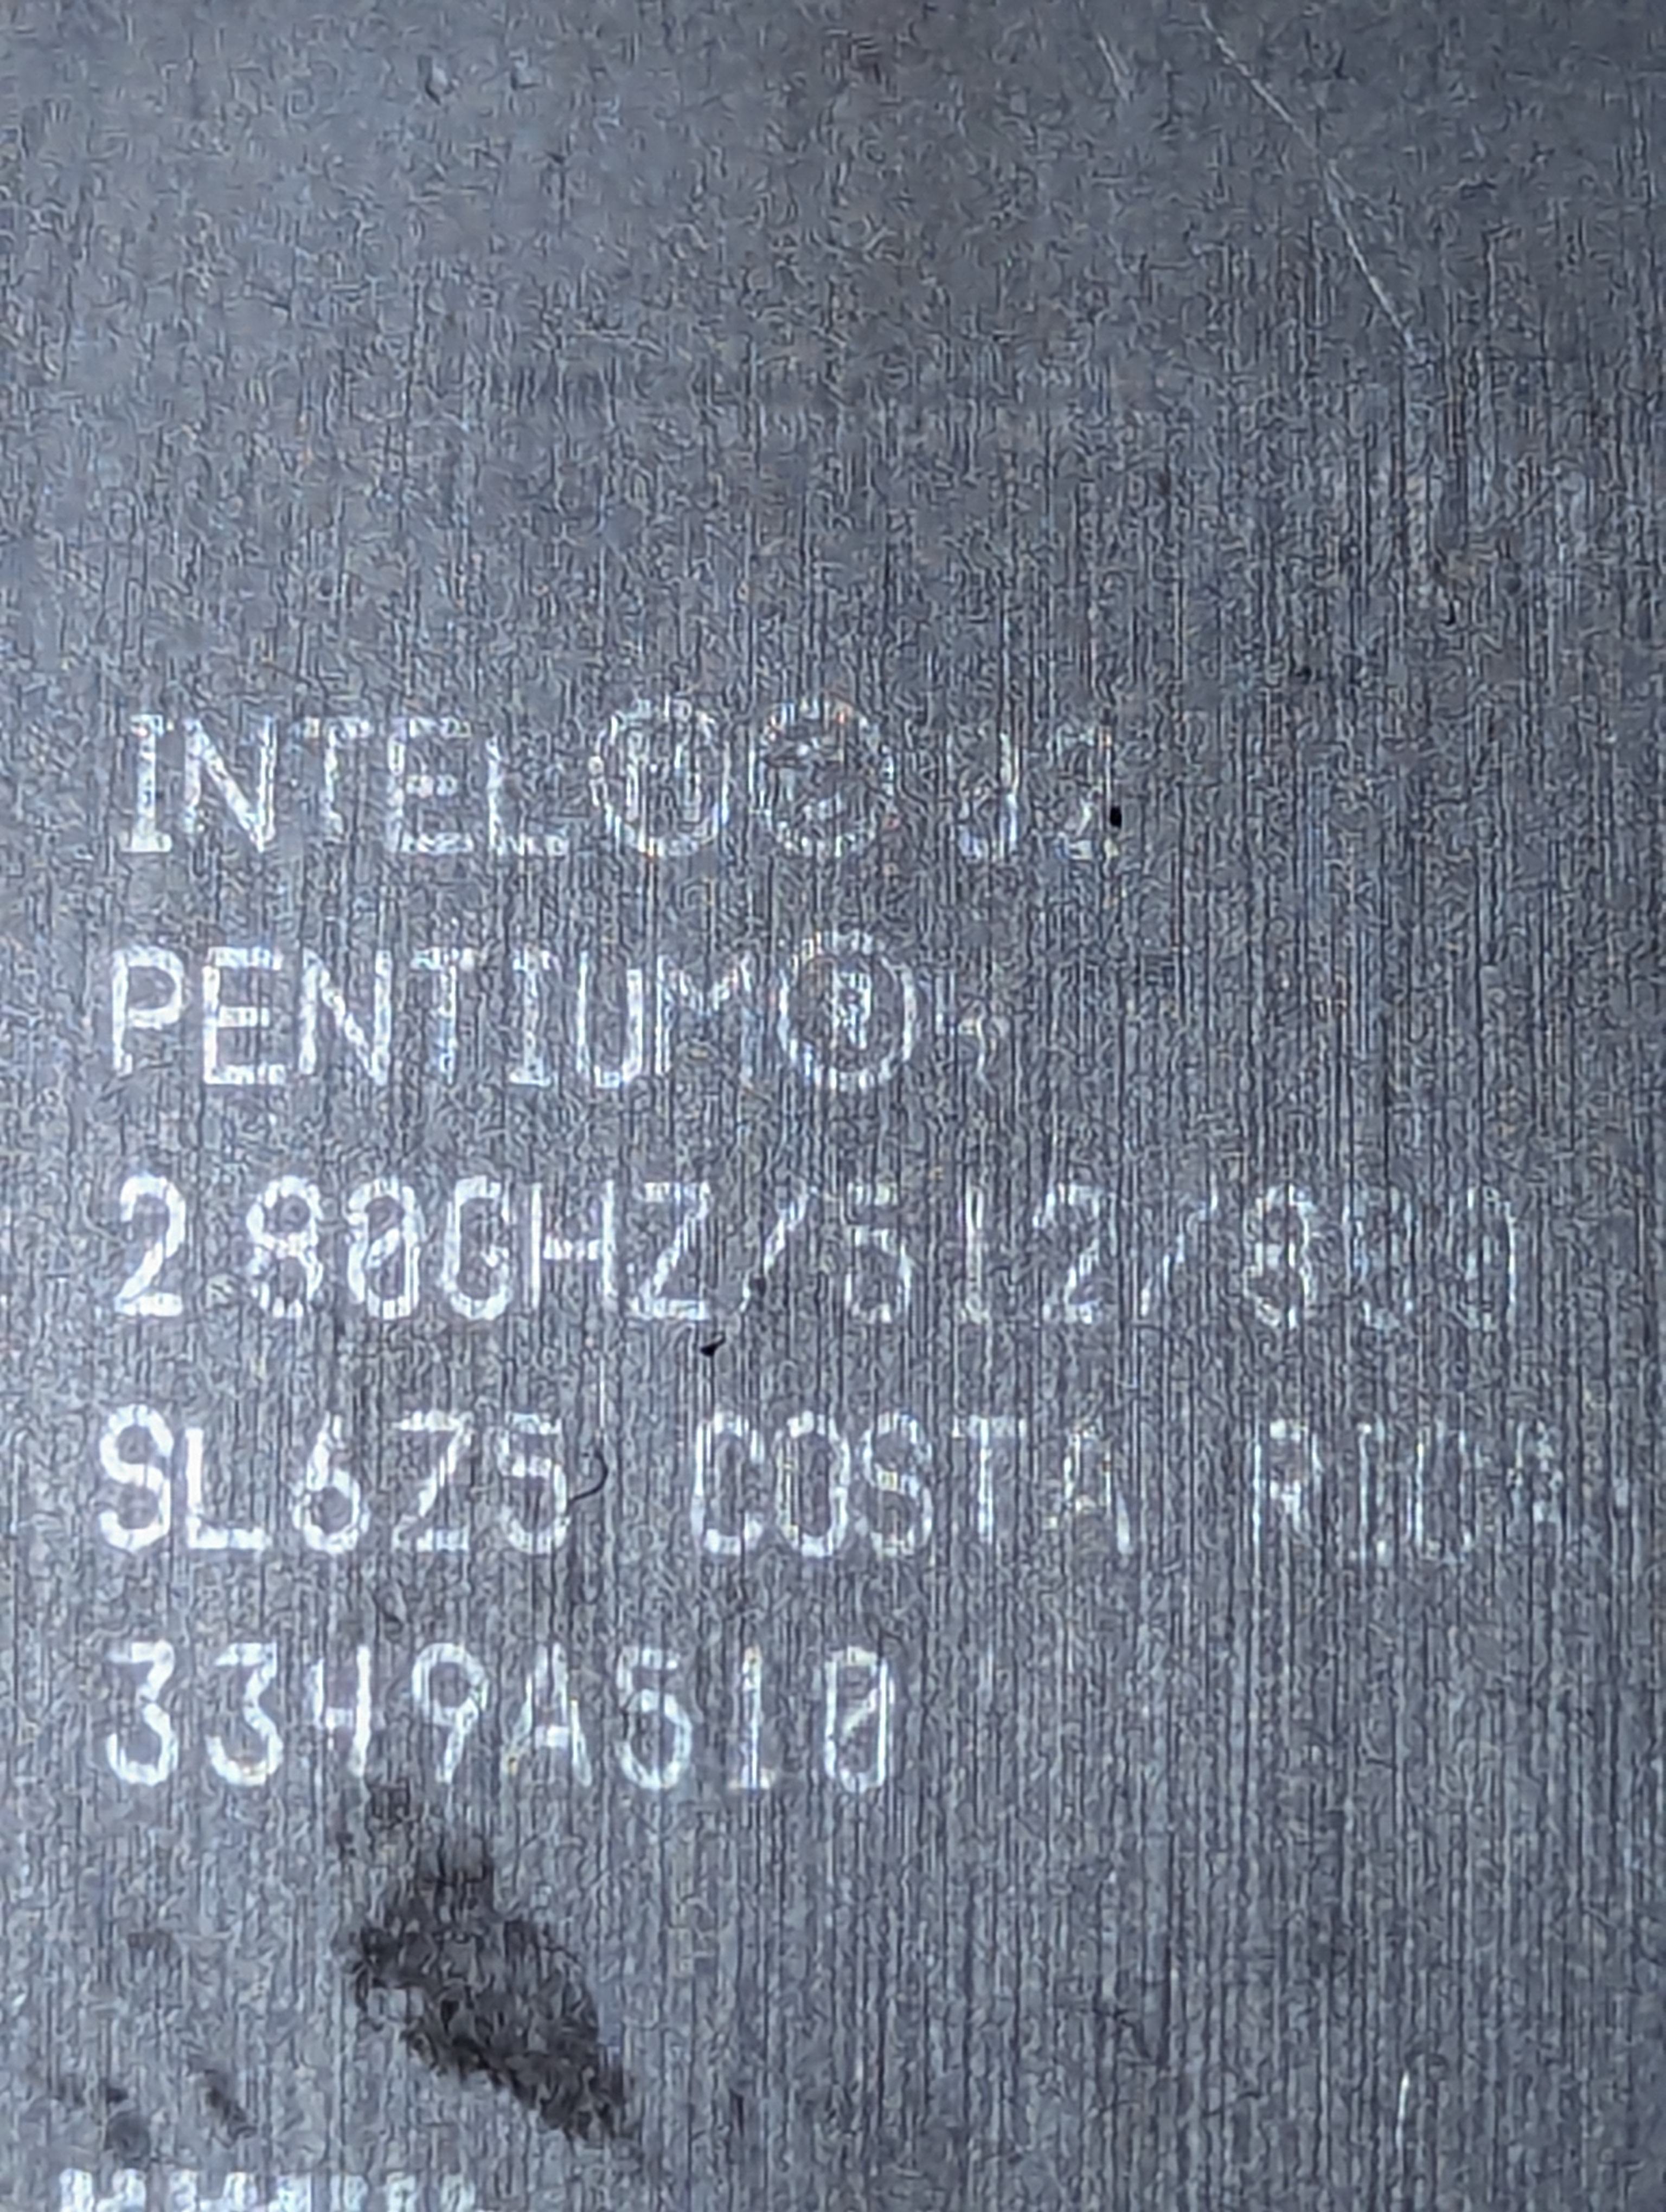 INTEL Ⓜ Ⓒ '02
PENTIUM® 4
2.80GHZ/512/800
SL6Z5 COSTA RICA
3349A510